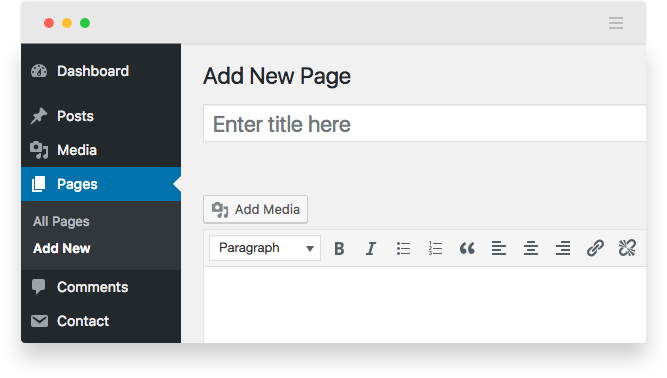 Dashboard
Posts
Media
Pages
All Pages
Add New
Comments
Contact
Add New Page
Enter title here
Add Media
Paragraph
B
I